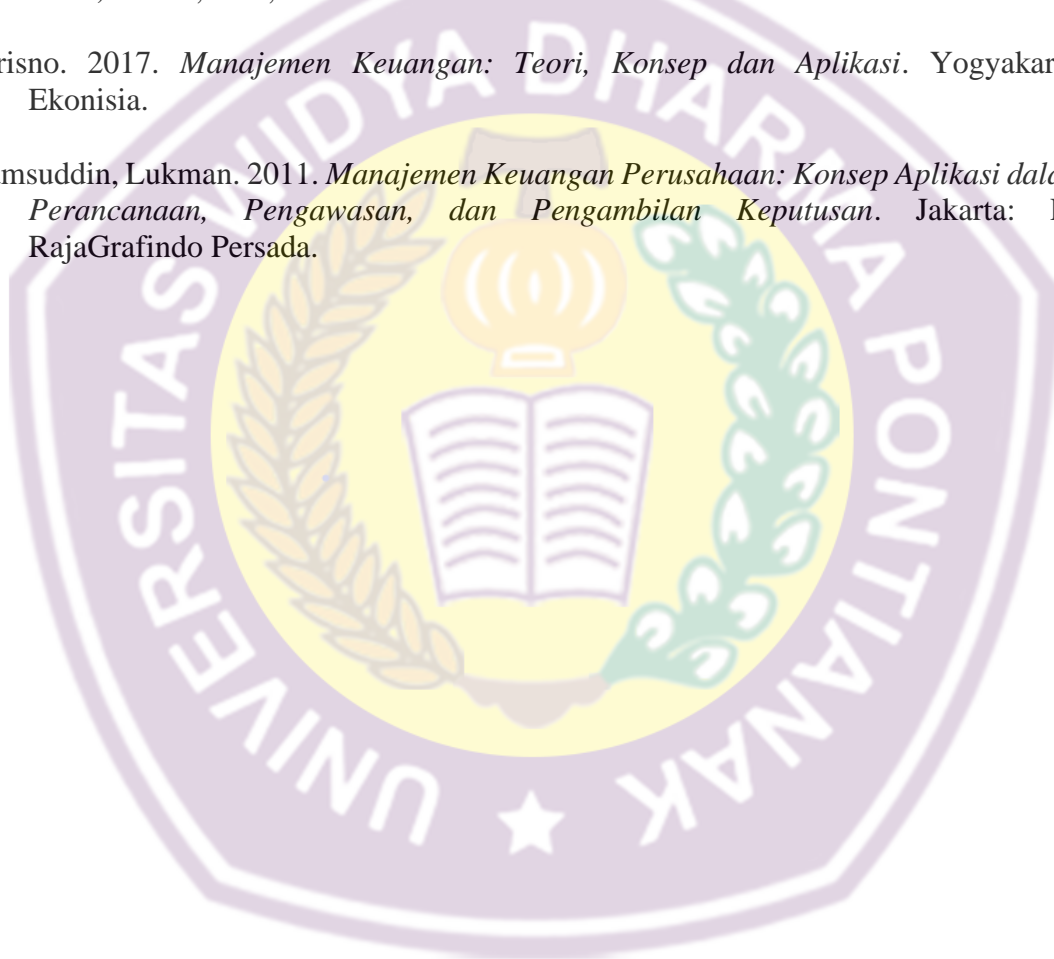 risno. 2017. Manajemen Keuangan: Teori, Konsep dan Aplikasi. Yogyakar
Ekonisia.
msuddin, Lukman. 2011. Manajemen Keuangan Perusahaan: Konsep Aplikasi dal
Perancanaan, Pengawasan, dan Pengambilan Keputusan. Jakarta:
RajaGrafindo Persada.
UNIVERSITAS WIDYA DHARMA PONTIANAK